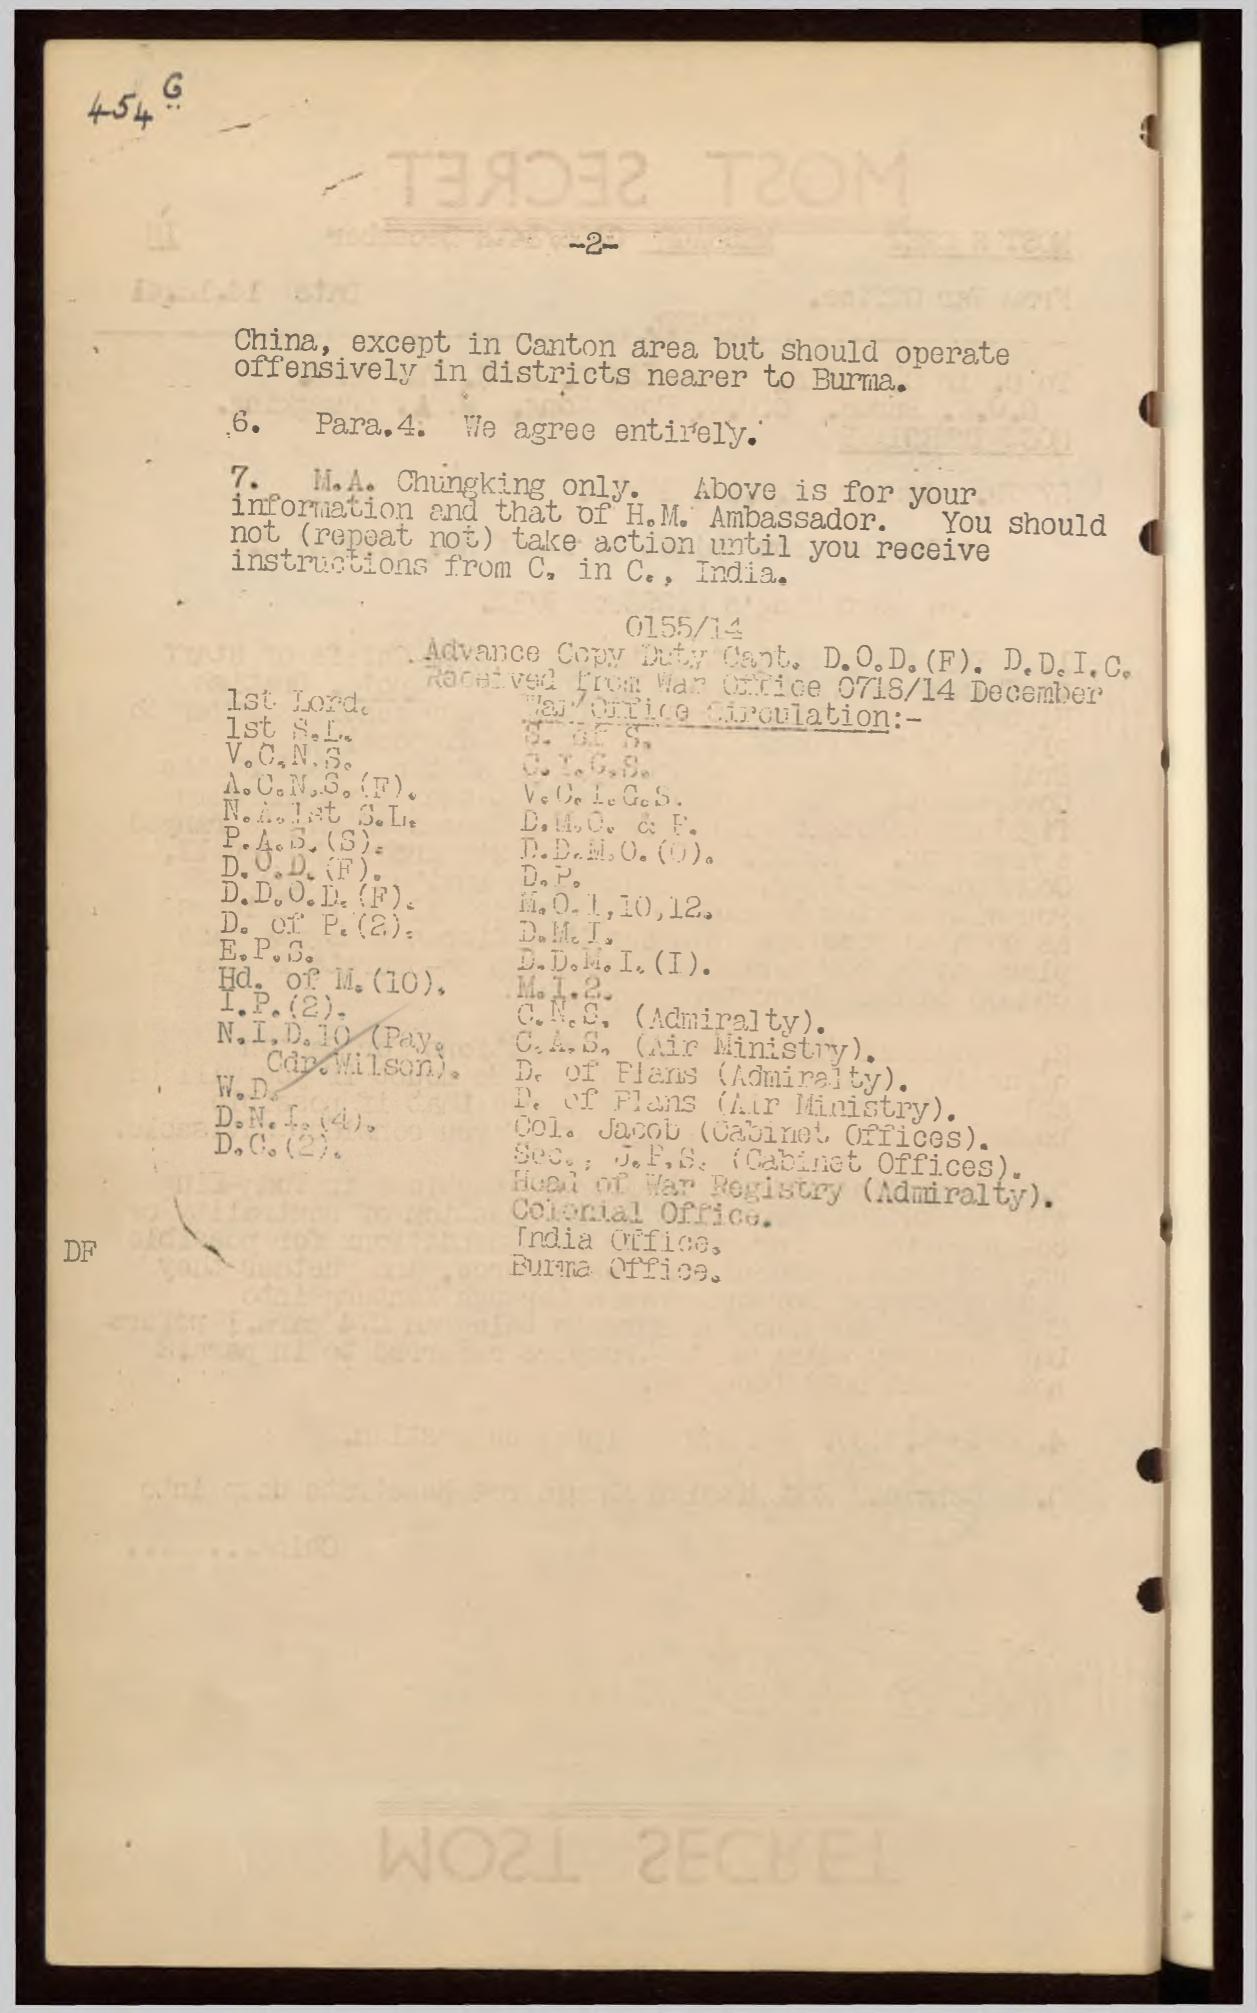 454 G
-2-
China, except in Canton area but should operate
offensively in districts nearer to Burma.
6. Para.4. We agree entirely.
7. M.A. Chungking only. Above is for your
information and that of H.M. Ambassador. You should
not (repeat not) take action until you receive
instructions from C. in C., India.
0155/14
Advance Copy Duty Capt. D.O.D.(F). D.D.I.C.
Received from War Office 0718/14 December
War Office Circulation:-
1st Lord.
1st S.L.
V.C.N.S.
A.C.N.S.(F).
N.A.1st S.L.
P.A.S.(S).
D.O.D.(F).
D.D.O.D.(F).
D. of P.(2).
E.P.S.
Hd. of M.(10).
I.P.(2).
N.I.D.10 (Pay.
Cdr.Wilson).
W.D.
D.N.I.(4).
D.C.(2).
S. of S.
C.I.G.S.
V.C.I.G.S.
D.M.O. & P.
D.D.M.O.(O).
D.P.
M.O.1,10,12.
D.M.I.
D.D.M.I.(I).
M.I.2.
C.N.S. (Admiralty).
C.A.S. (Air Ministry).
D. of Plans (Admiralty).
D. of Plans (Air Ministry).
Col. Jacob (Cabinet Offices).
Sec., J.P.S. (Cabinet Offices).
Head of War Registry (Admiralty).
Colonial Office.
India Office.
Burma Office.
DF